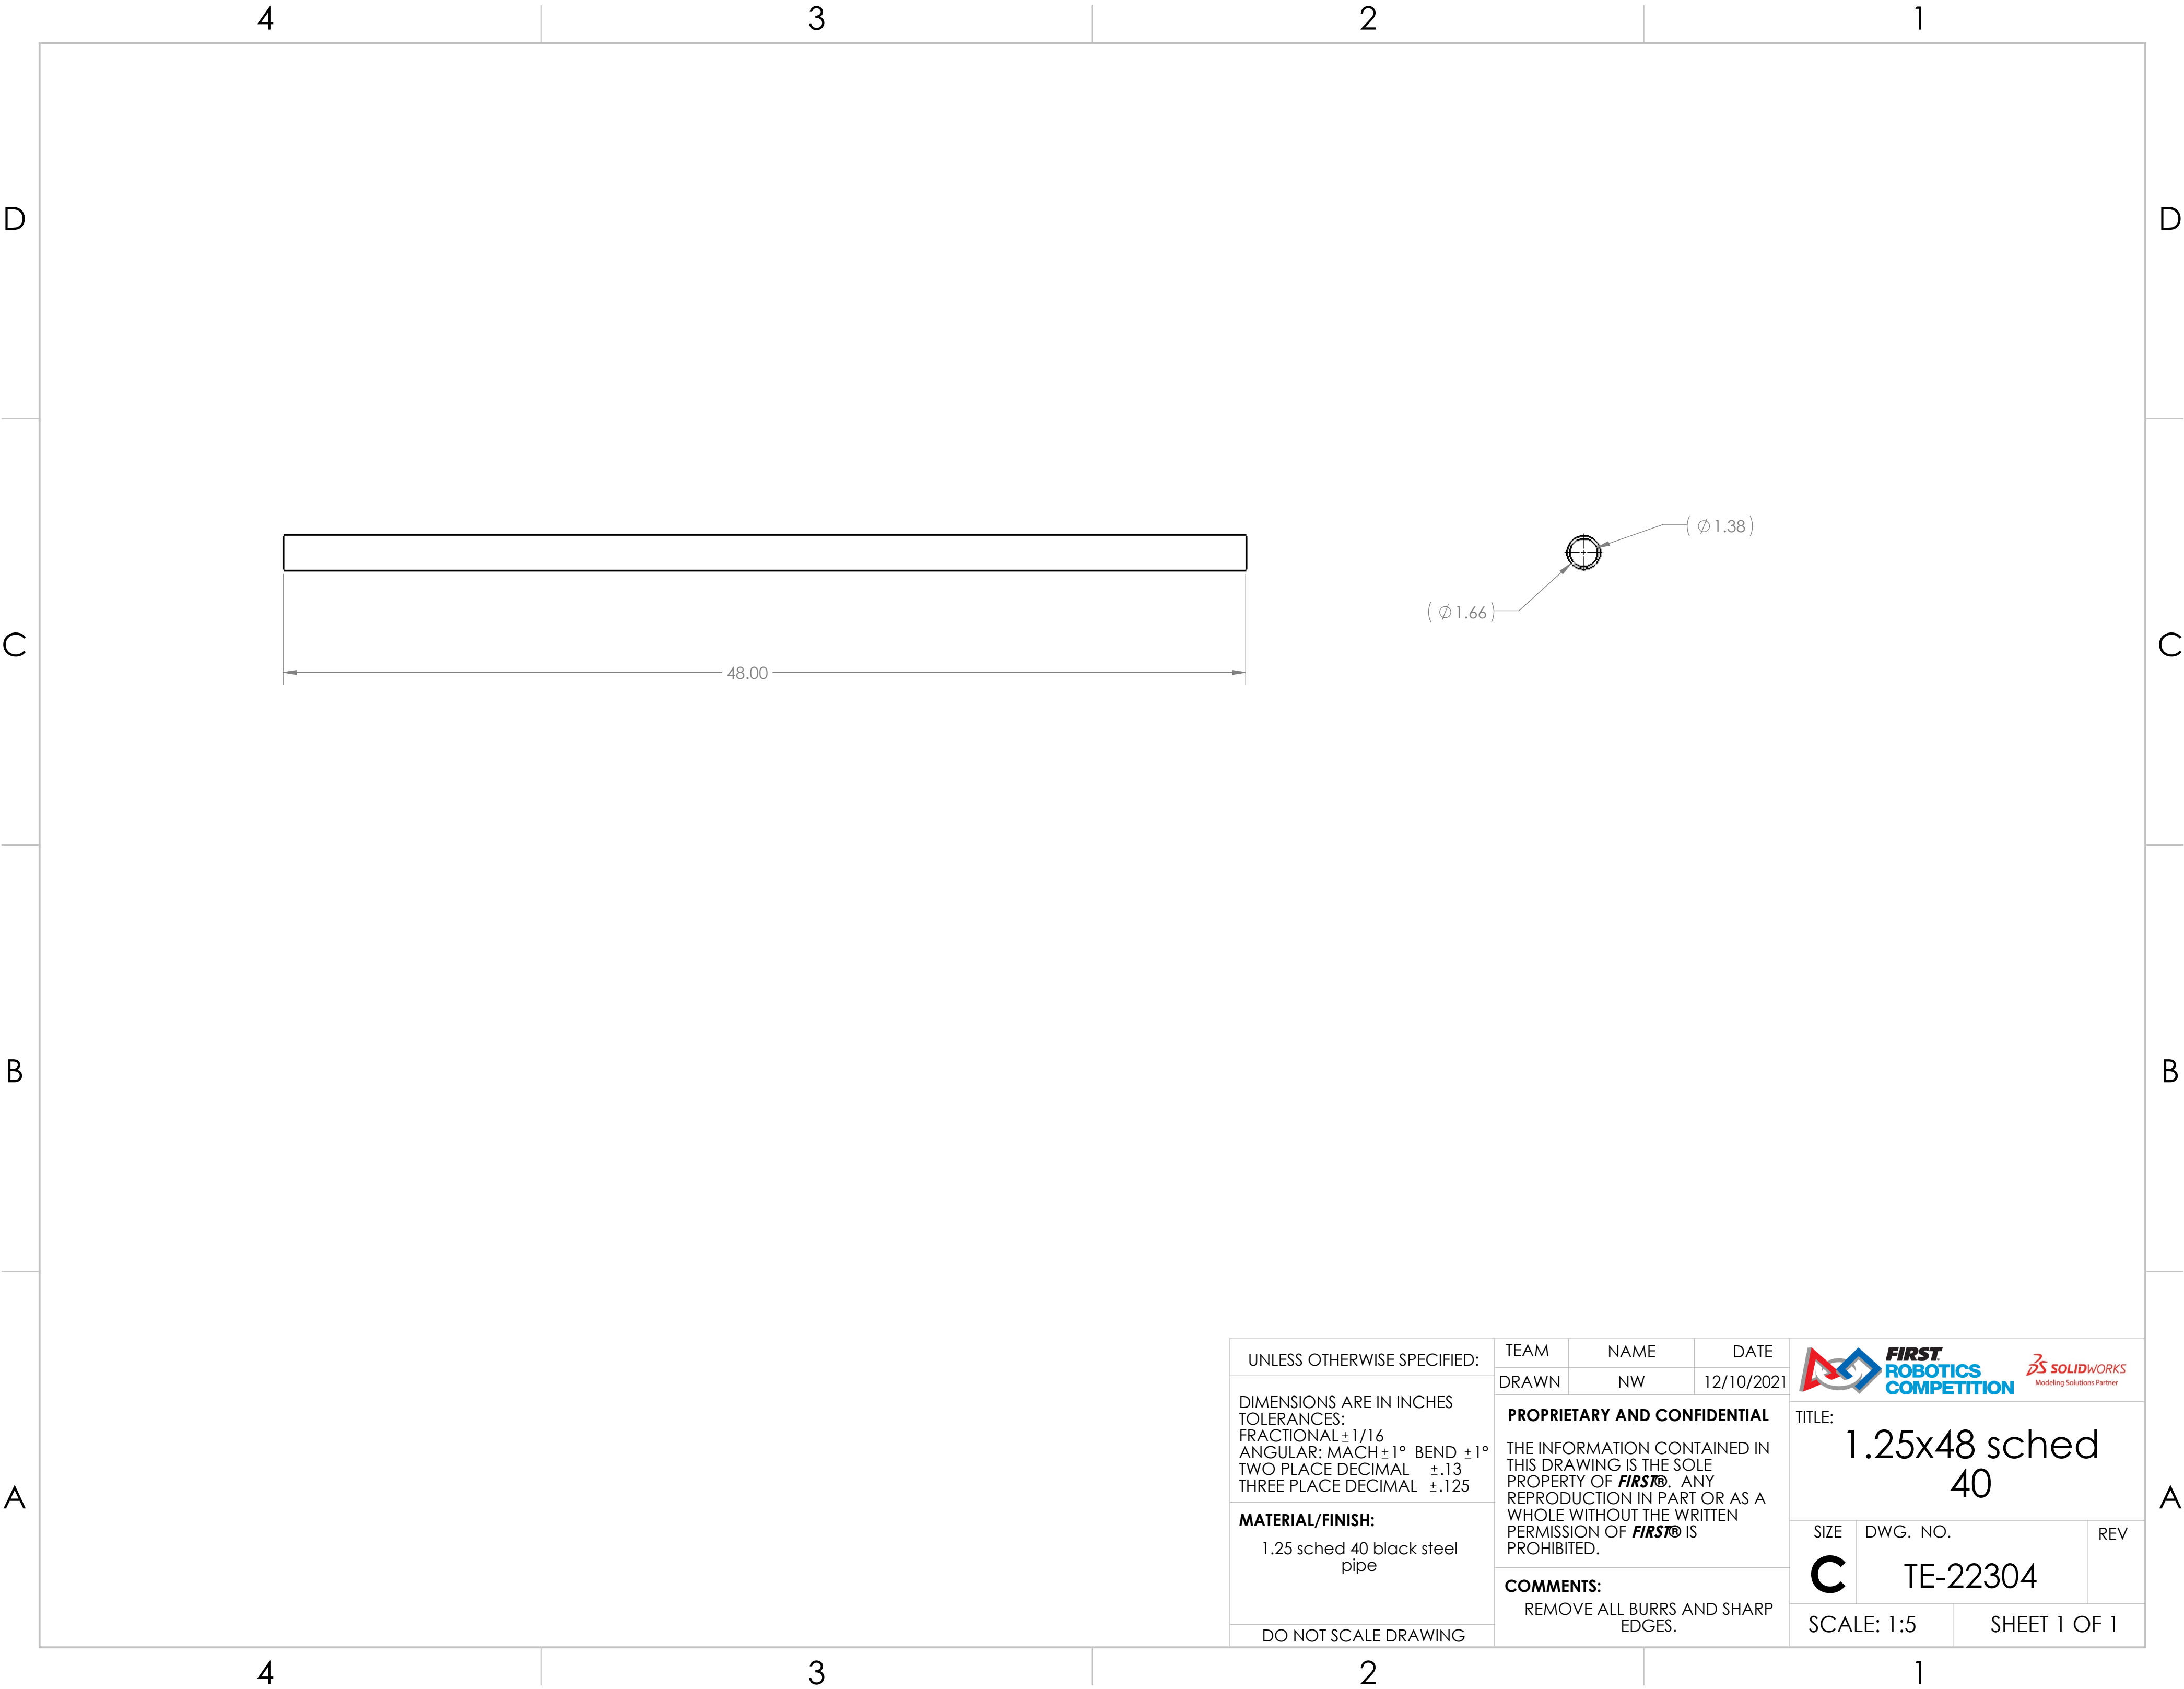 4 3 2 1
D D
( ⌀1.38 )
( ⌀1.66 )
C C
48.00
B B
UNLESS OTHERWISE SPECIFIED:
DIMENSIONS ARE IN INCHES
TOLERANCES:
FRACTIONAL±1/16
ANGULAR: MACH±1° BEND ±1°
TWO PLACE DECIMAL ±.13
THREE PLACE DECIMAL ±.125
MATERIAL/FINISH:
1.25 sched 40 black steel
pipe
DO NOT SCALE DRAWING
TEAM NAME DATE
DRAWN NW 12/10/2021
PROPRIETARY AND CONFIDENTIAL
THE INFORMATION CONTAINED IN
THIS DRAWING IS THE SOLE
PROPERTY OF FIRST®. ANY
REPRODUCTION IN PART OR AS A
WHOLE WITHOUT THE WRITTEN
PERMISSION OF FIRST® IS
PROHIBITED.
COMMENTS:
REMOVE ALL BURRS AND SHARP
EDGES.
FIRST
ROBOTICS
COMPETITION
SOLIDWORKS
Modeling Solutions Partner
TITLE:
1.25x48 sched
40
SIZE DWG. NO. REV
C TE-22304
SCALE: 1:5 SHEET 1 OF 1
A A
4 3 2 1